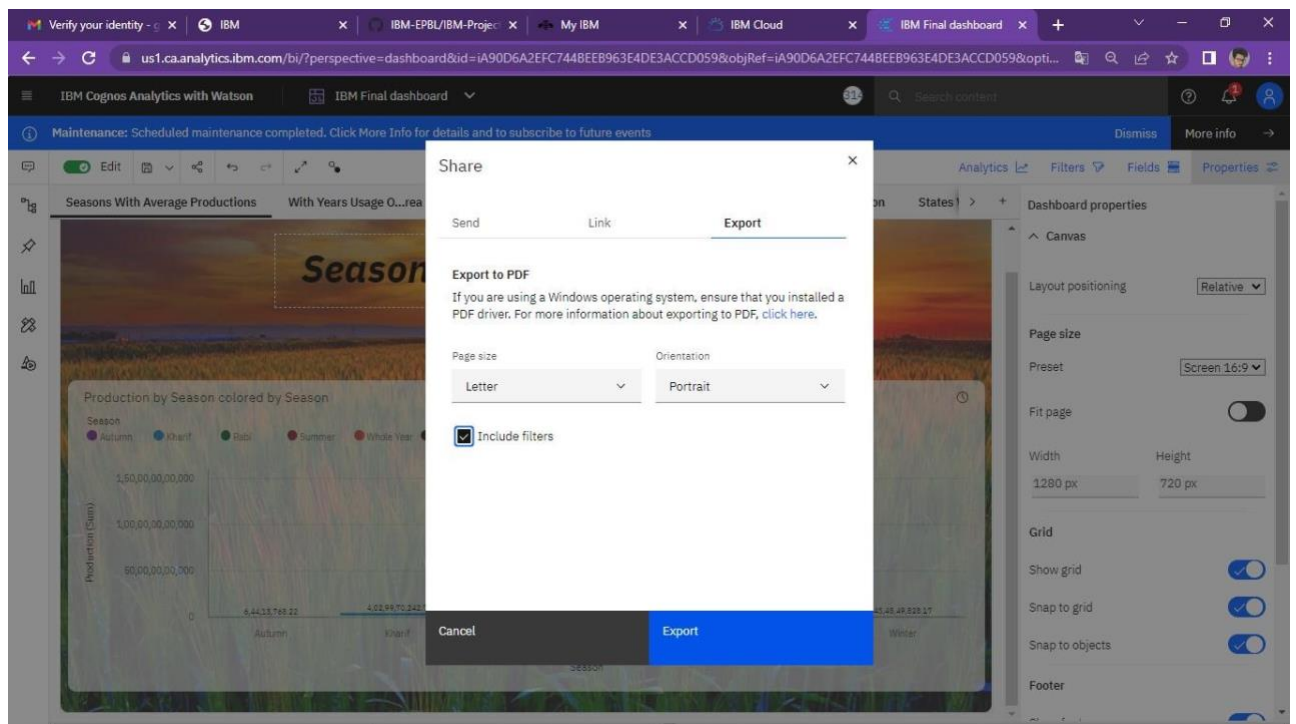 Verify your identity - g
IBM
IBM-EPBL/IBM-Projec
My IBM
IBM Cloud
IBM Final dashboard
us1.ca.analytics.ibm.com/bi/?perspective=dashboard&id=iA90D6A2EFC744BEEB963E4DE3ACCD059&objRef=iA90D6A2EFC744BEEB963E4DE3ACCD059&opti...
IBM Cognos Analytics with Watson
IBM Final dashboard
Search content
Maintenance: Scheduled maintenance completed. Click More Info for details and to subscribe to future events
Dismiss
More info
Edit
Analytics
Filters
Fields
Properties
Seasons With Average Productions
With Years Usage O...rea
on
States
Season
Production by Season colored by Season
Season
Autumn Kharif Rabi Summer Whole Year
1,50,00,00,00,000
1,00,00,00,00,000
50,00,00,00,000
0
Production (Sum)
Autumn
Kharif
Winter
Season
Share
Send
Link
Export
Export to PDF
If you are using a Windows operating system, ensure that you installed a
PDF driver. For more information about exporting to PDF, click here.
Page size
Orientation
Letter
Portrait
Include filters
Cancel
Export
Dashboard properties
Canvas
Layout positioning
Relative
Page size
Preset
Screen 16:9
Fit page
Width
Height
1280 px
720 px
Grid
Show grid
Snap to grid
Snap to objects
Footer